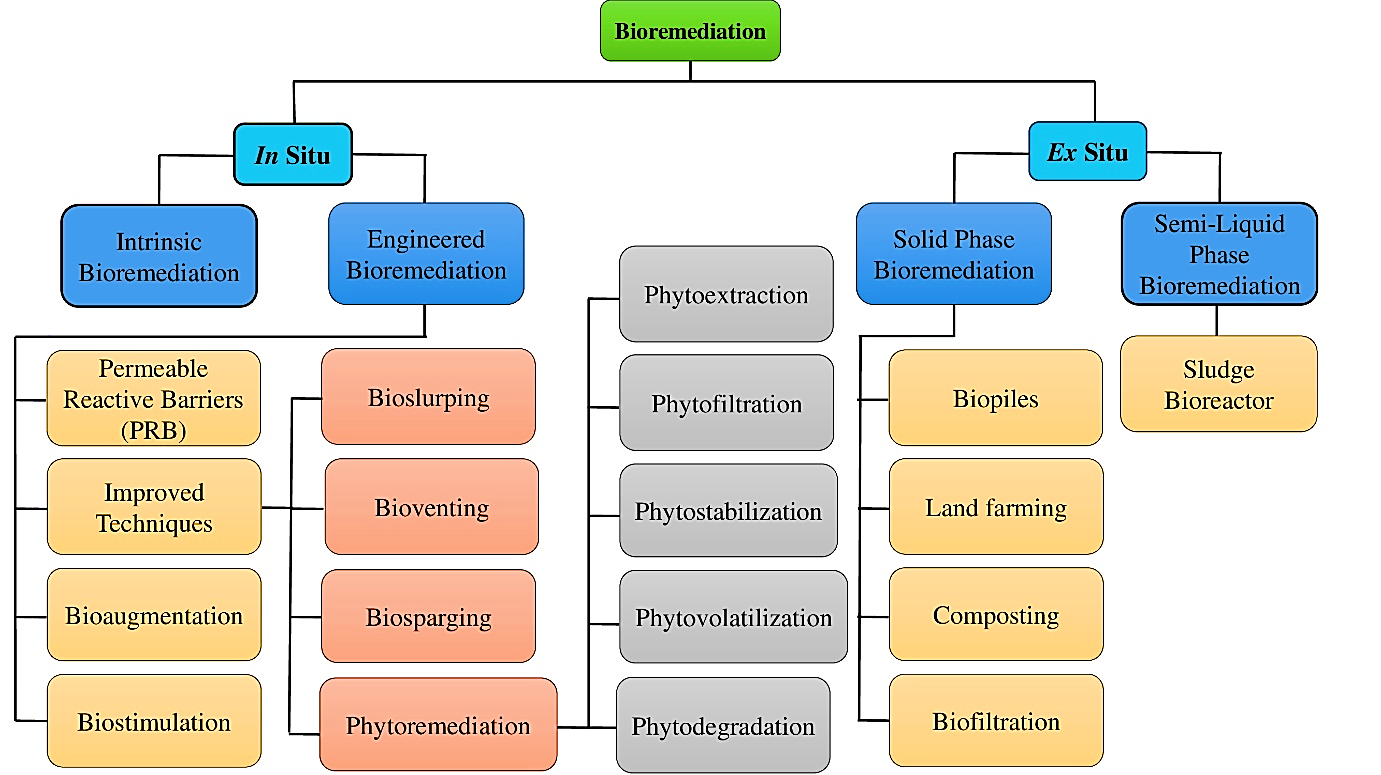 Bioremediation
In Situ
Ex Situ
Intrinsic
Bioremediation
Engineered
Bioremediation
Solid Phase
Bioremediation
Semi-Liquid
Phase
Bioremediation
Permeable
Reactive Barriers
(PRB)
Improved
Techniques
Bioaugmentation
Biostimulation
Bioslurping
Bioventing
Biosparging
Phytoremediation
Phytoextraction
Phytofiltration
Phytostabilization
Phytovolatilization
Phytodegradation
Biopiles
Land farming
Composting
Biofiltration
Sludge
Bioreactor